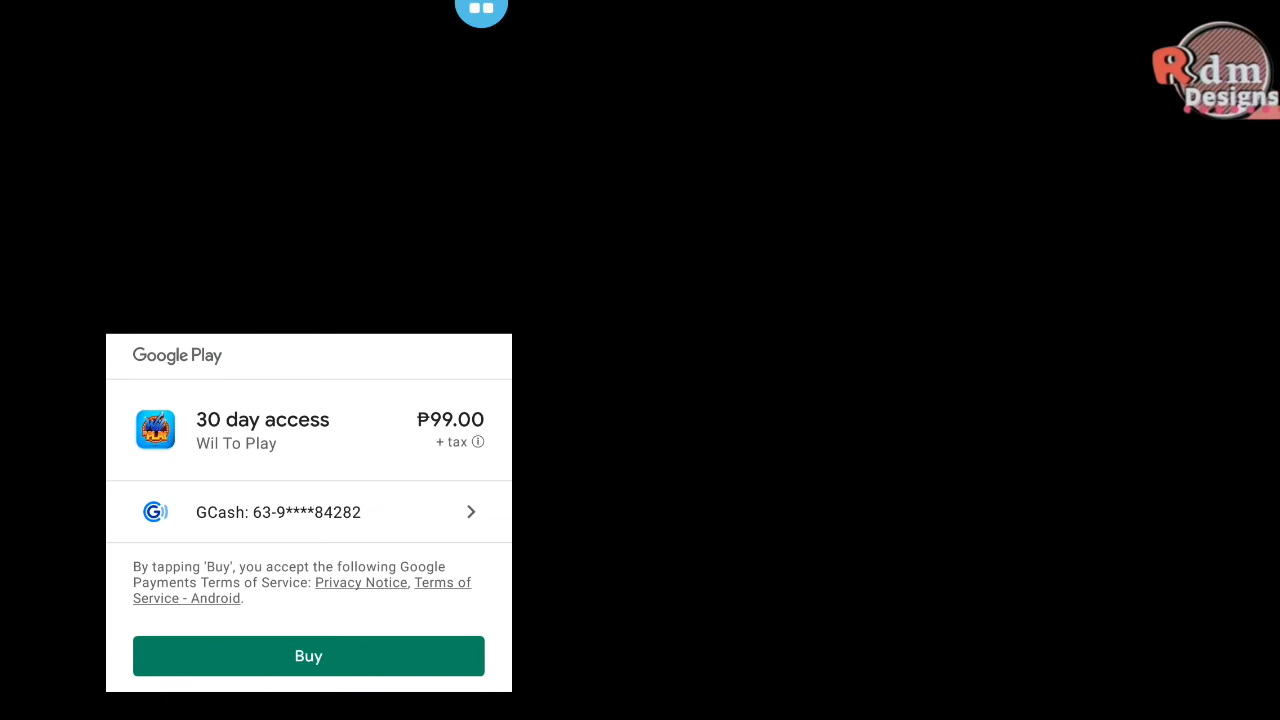 Rdm
Designs
Google Play
30 day access
₱99.00
Wil To Play
+ tax
GCash: 63-9****84282
By tapping 'Buy', you accept the following Google
Payments Terms of Service: Privacy Notice, Terms of
Service - Android.
Buy